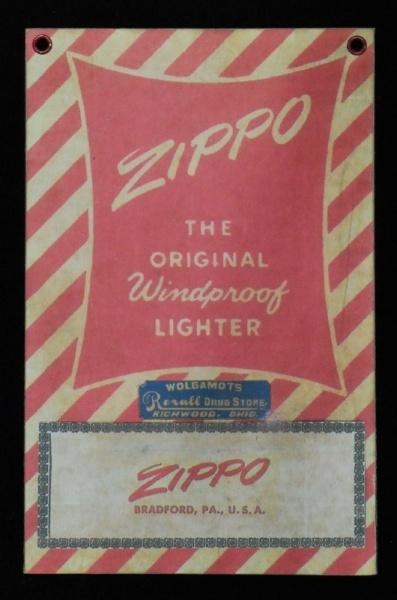 ZIPPO
THE
ORIGINAL
Windproof
LIGHTER
WOLGAMOTS
Rexall DRUG STORE
RICHWOOD, OHIO.
ZIPPO
BRADFORD, PA., U.S.A.